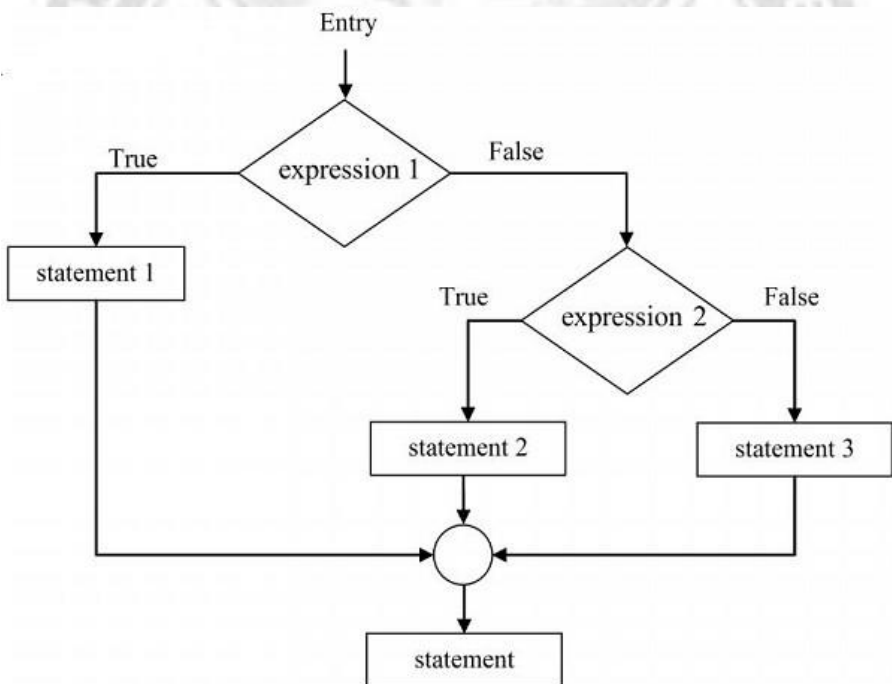 Entry
True
expression 1
False
statement 1
True
expression 2
False
statement 2
statement 3
statement